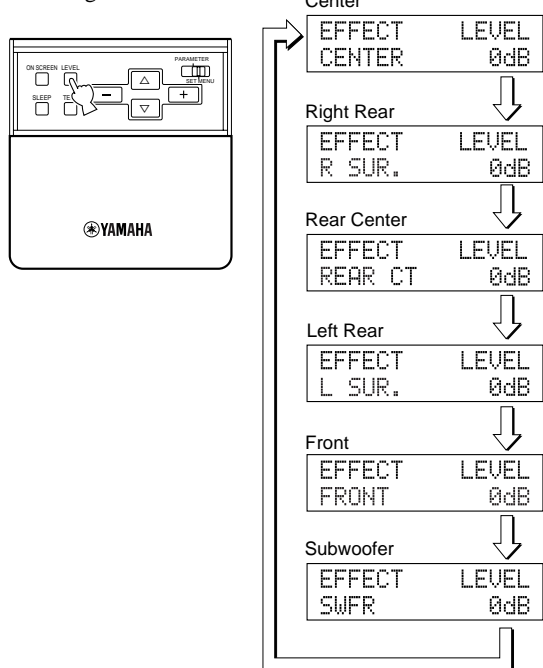 Center
EFFECT LEVEL
CENTER 0dB
PARAMETER
ON SCREEN LEVEL
SET MENU
SLEEP TE
− +
YAMAHA
Right Rear
EFFECT LEVEL
R SUR. 0dB
Rear Center
EFFECT LEVEL
REAR CT 0dB
Left Rear
EFFECT LEVEL
L SUR. 0dB
Front
EFFECT LEVEL
FRONT 0dB
Subwoofer
EFFECT LEVEL
SWFR 0dB